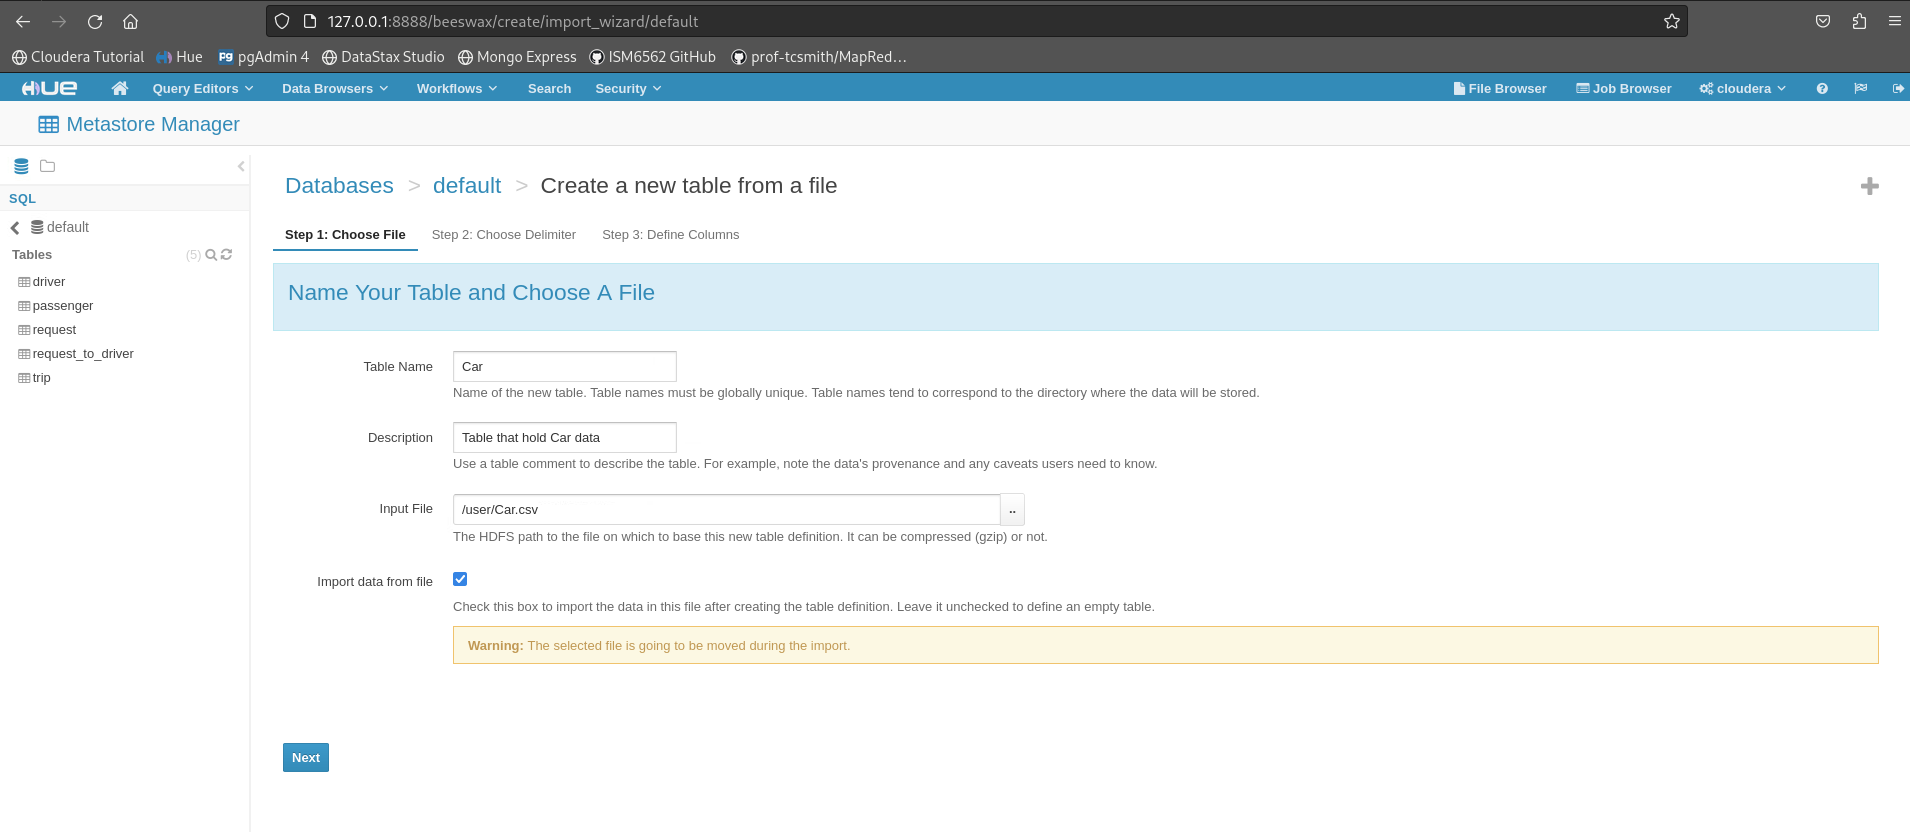 127.0.0.1:8888/beeswax/create/import_wizard/default
Cloudera Tutorial Hue pgAdmin 4 DataStax Studio Mongo Express ISM6562 GitHub prof-tcsmith/MapRed…
HUE Query Editors Data Browsers Workflows Search Security File Browser Job Browser cloudera
Metastore Manager
SQL
default
Tables (5)
driver
passenger
request
request_to_driver
trip
Databases > default > Create a new table from a file
Step 1: Choose File Step 2: Choose Delimiter Step 3: Define Columns
Name Your Table and Choose A File
Table Name Car
Name of the new table. Table names must be globally unique. Table names tend to correspond to the directory where the data will be stored.
Description Table that hold Car data
Use a table comment to describe the table. For example, note the data's provenance and any caveats users need to know.
Input File /user/Car.csv ..
The HDFS path to the file on which to base this new table definition. It can be compressed (gzip) or not.
Import data from file
Check this box to import the data in this file after creating the table definition. Leave it unchecked to define an empty table.
Warning: The selected file is going to be moved during the import.
Next